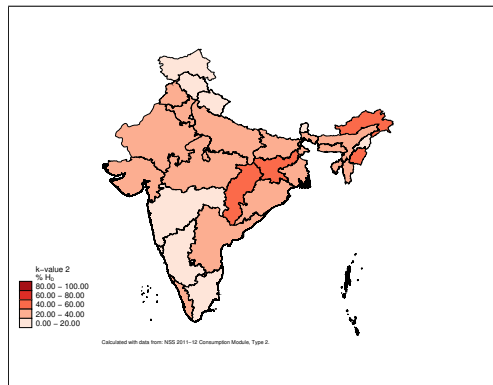 k−value 2
% H₀
80.00 − 100.00
60.00 − 80.00
40.00 − 60.00
20.00 − 40.00
0.00 − 20.00
Calculated with data from: NSS 2011−12 Consumption Module, Type 2.